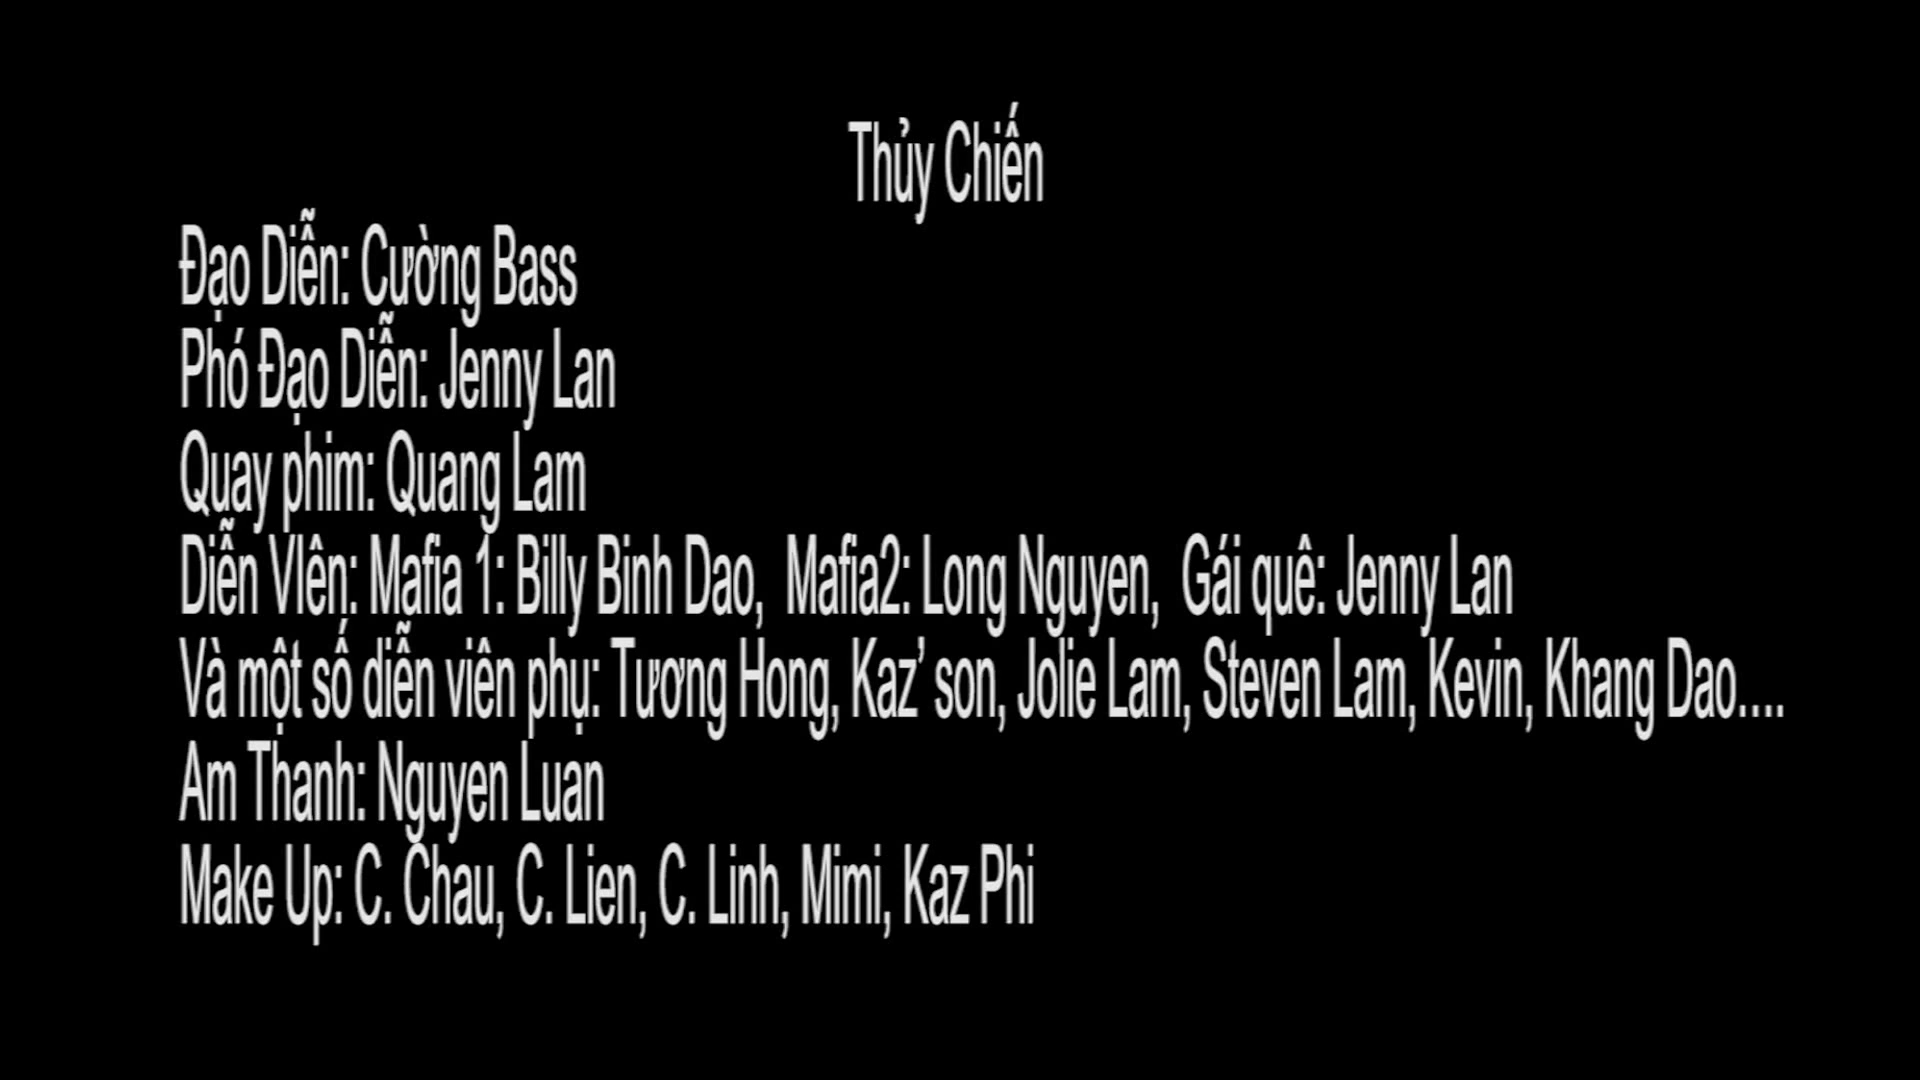 Thủy Chiến
Đạo Diễn: Cường Bass
Phó Đạo Diễn: Jenny Lan
Quay phim: Quang Lam
Diễn VIên: Mafia 1: Billy Binh Dao, Mafia2: Long Nguyen, Gái quê: Jenny Lan
Và một số diễn viên phụ: Tương Hong, Kaz’ son, Jolie Lam, Steven Lam, Kevin, Khang Dao....
Am Thanh: Nguyen Luan
Make Up: C. Chau, C. Lien, C. Linh, Mimi, Kaz Phi